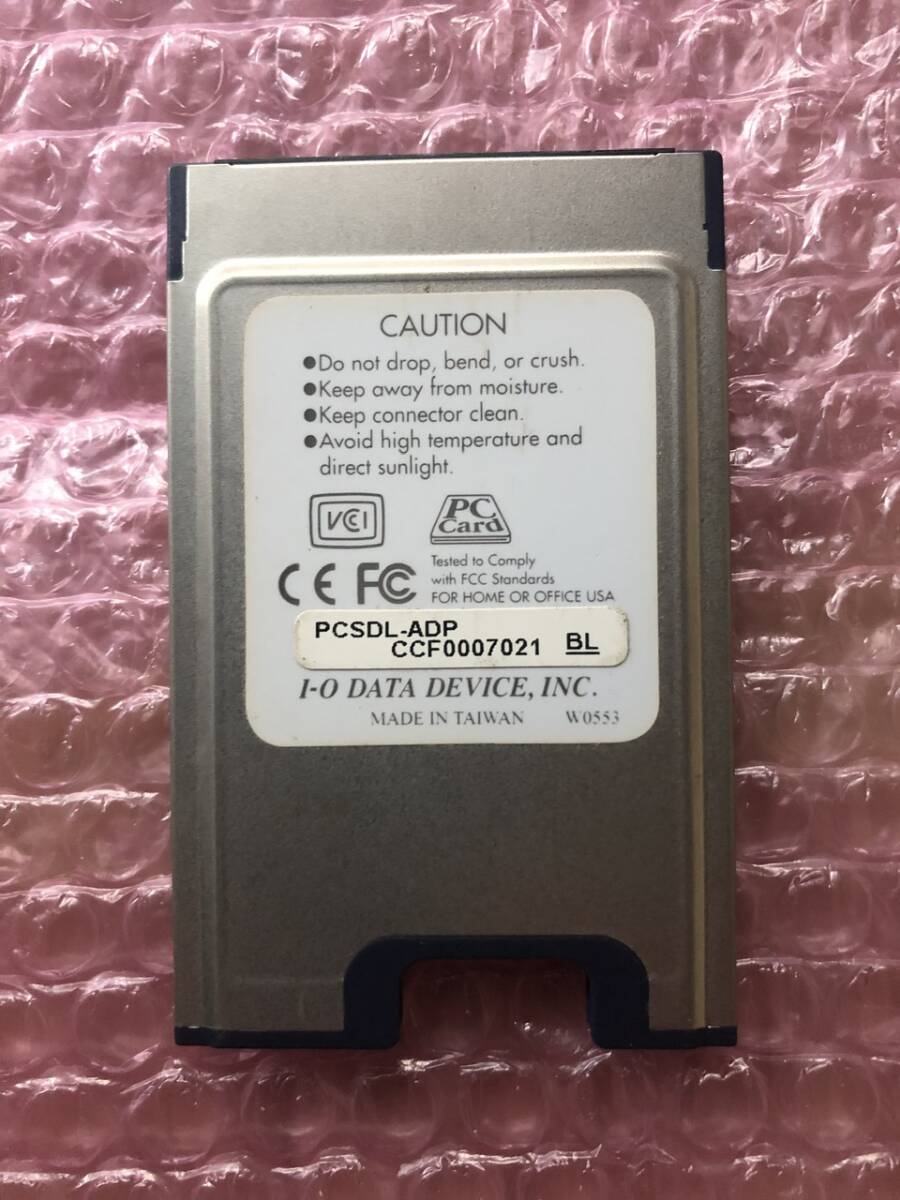 CAUTION
●Do not drop, bend, or crush.
●Keep away from moisture.
●Keep connector clean.
●Avoid high temperature and
direct sunlight.
VCI
PC
Card
CE FC
Tested to Comply
with FCC Standards
FOR HOME OR OFFICE USA
PCSDL-ADP
CCF0007021 BL
I-O DATA DEVICE, INC.
MADE IN TAIWAN W0553